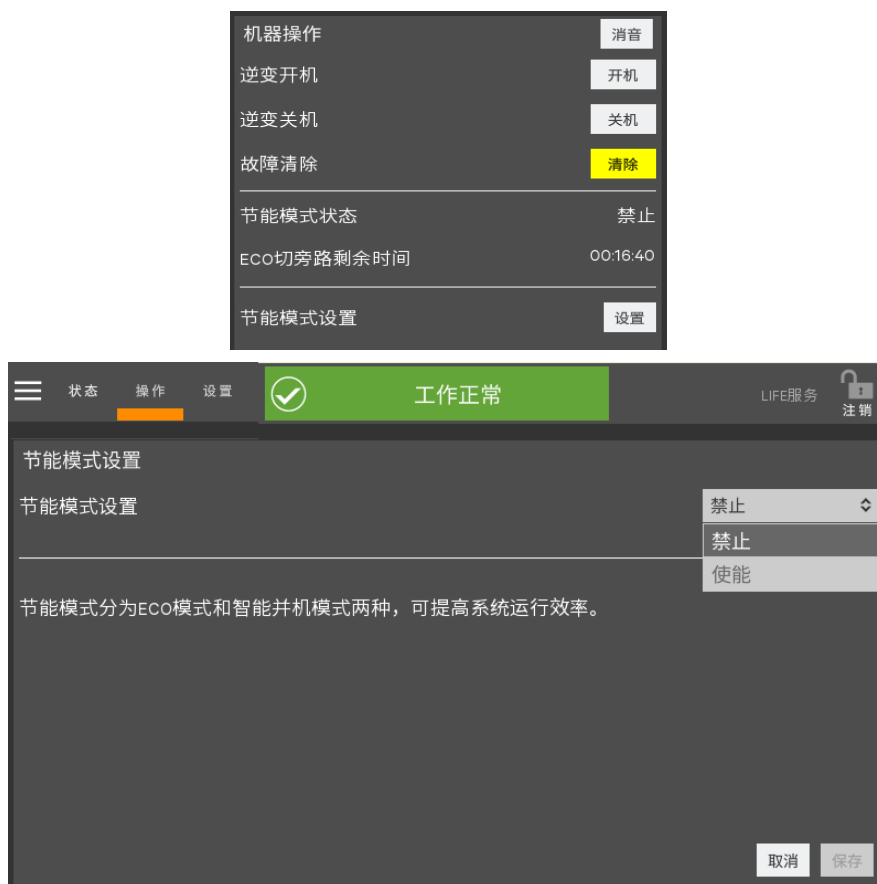 机器操作 消音
逆变开机 开机
逆变关机 关机
故障清除 清除
节能模式状态 禁止
ECO切旁路剩余时间 00:16:40
节能模式设置 设置
状态 操作 设置 工作正常 LIFE服务 注销
节能模式设置
节能模式设置 禁止
禁止
使能
节能模式分为ECO模式和智能并机模式两种，可提高系统运行效率。
取消 保存